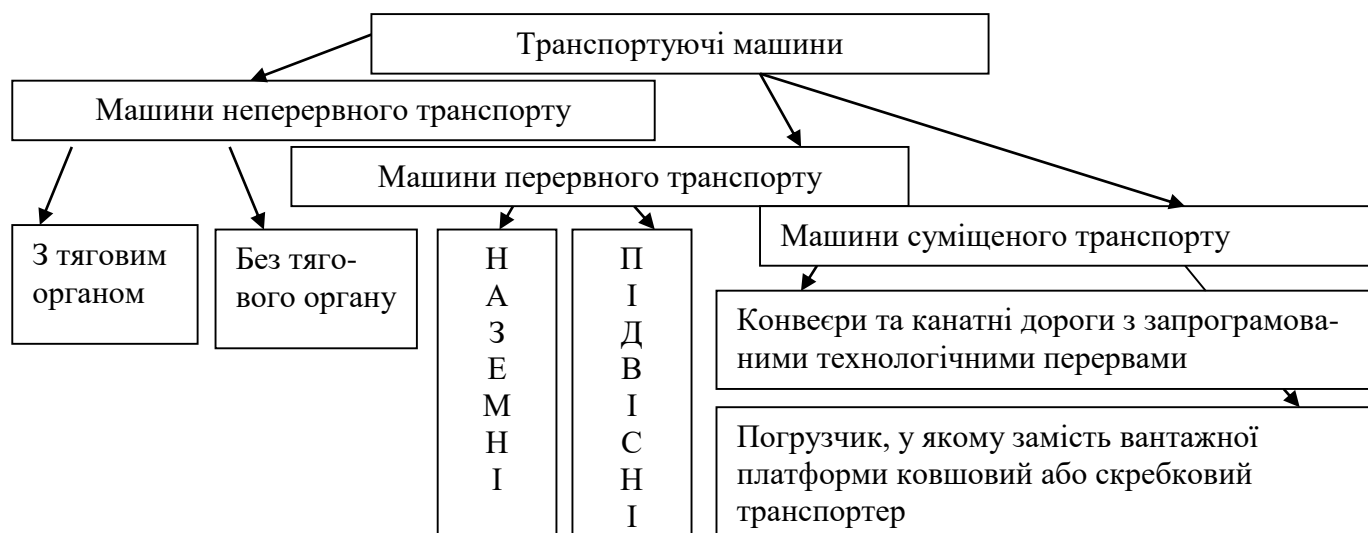 Транспортуючі машини
Машини неперервного транспорту
Машини перервного транспорту
Машини суміщеного транспорту
З тяговим
органом
Без тяго-
вого органу
Н
А
З
Е
М
Н
І
П
І
Д
В
І
С
Н
І
Конвеєри та канатні дороги з запрограмова-
ними технологічними перервами
Погрузчик, у якому замість вантажної
платформи ковшовий або скребковий
транспортер